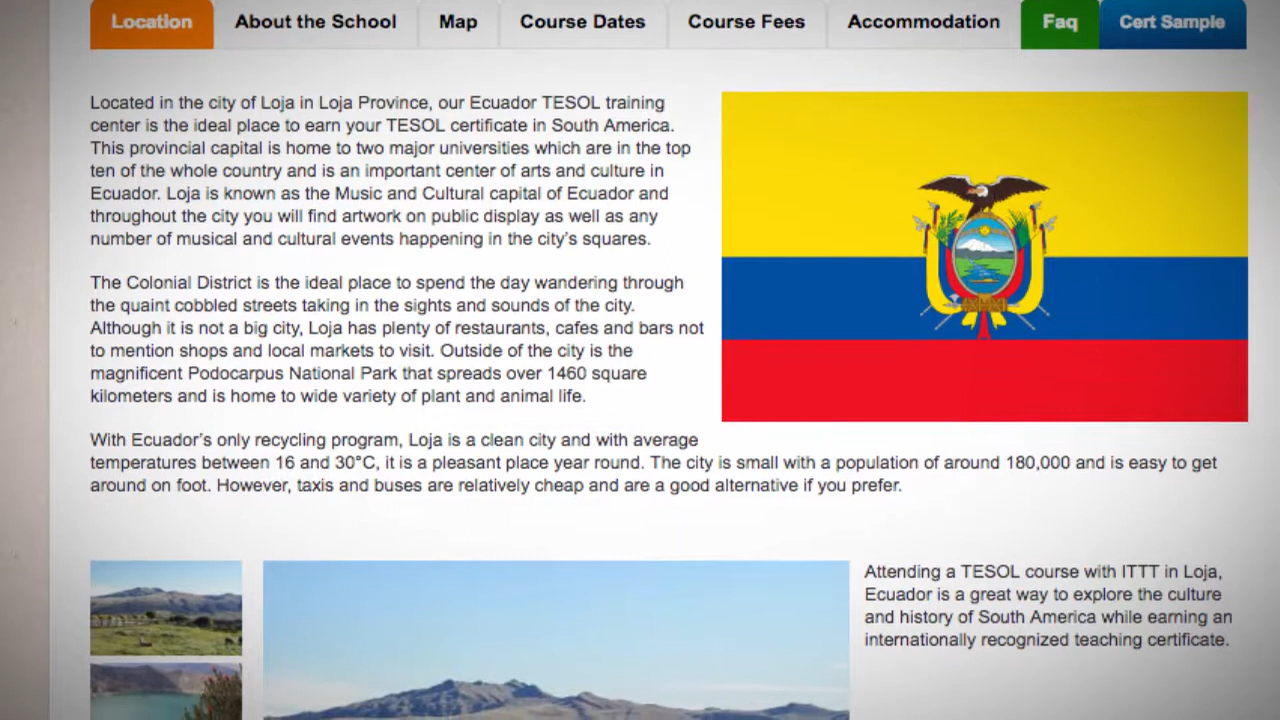 Location About the School Map Course Dates Course Fees Accommodation Faq Cert Sample
Located in the city of Loja in Loja Province, our Ecuador TESOL training
center is the ideal place to earn your TESOL certificate in South America.
This provincial capital is home to two major universities which are in the top
ten of the whole country and is an important center of arts and culture in
Ecuador. Loja is known as the Music and Cultural capital of Ecuador and
throughout the city you will find artwork on public display as well as any
number of musical and cultural events happening in the city’s squares.
The Colonial District is the ideal place to spend the day wandering through
the quaint cobbled streets taking in the sights and sounds of the city.
Although it is not a big city, Loja has plenty of restaurants, cafes and bars not
to mention shops and local markets to visit. Outside of the city is the
magnificent Podocarpus National Park that spreads over 1460 square
kilometers and is home to wide variety of plant and animal life.
With Ecuador’s only recycling program, Loja is a clean city and with average
temperatures between 16 and 30°C, it is a pleasant place year round. The city is small with a population of around 180,000 and is easy to get
around on foot. However, taxis and buses are relatively cheap and are a good alternative if you prefer.
Attending a TESOL course with ITTT in Loja,
Ecuador is a great way to explore the culture
and history of South America while earning an
internationally recognized teaching certificate.